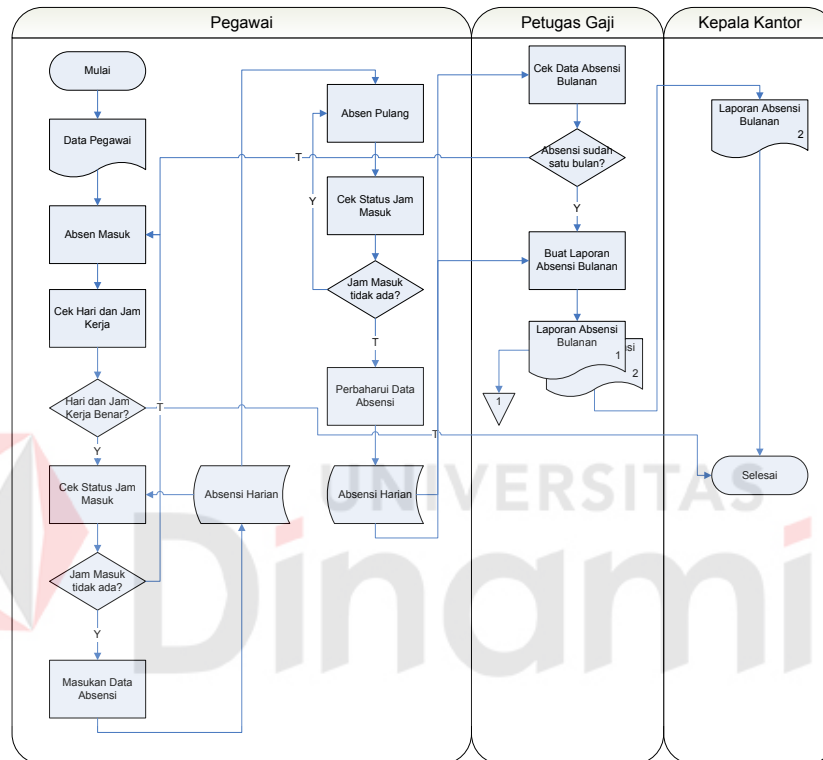 Pegawai
Petugas Gaji
Kepala Kantor
Mulai
Data Pegawai
Absen Masuk
Cek Hari dan Jam
Kerja
Hari dan Jam
Kerja Benar?
T
Y
Cek Status Jam
Masuk
Jam Masuk
tidak ada?
Y
Masukan Data
Absensi
Absensi Harian
Absen Pulang
Y
Cek Status Jam
Masuk
Jam Masuk
tidak ada?
T
Perbaharui Data
Absensi
Absensi Harian
T
T
Cek Data Absensi
Bulanan
Absensi sudah
satu bulan?
Y
Buat Laporan
Absensi Bulanan
Laporan Absensi
Bulanan
1
si
2
1
Laporan Absensi
Bulanan
2
Selesai
UNIVERSITAS
Dinami